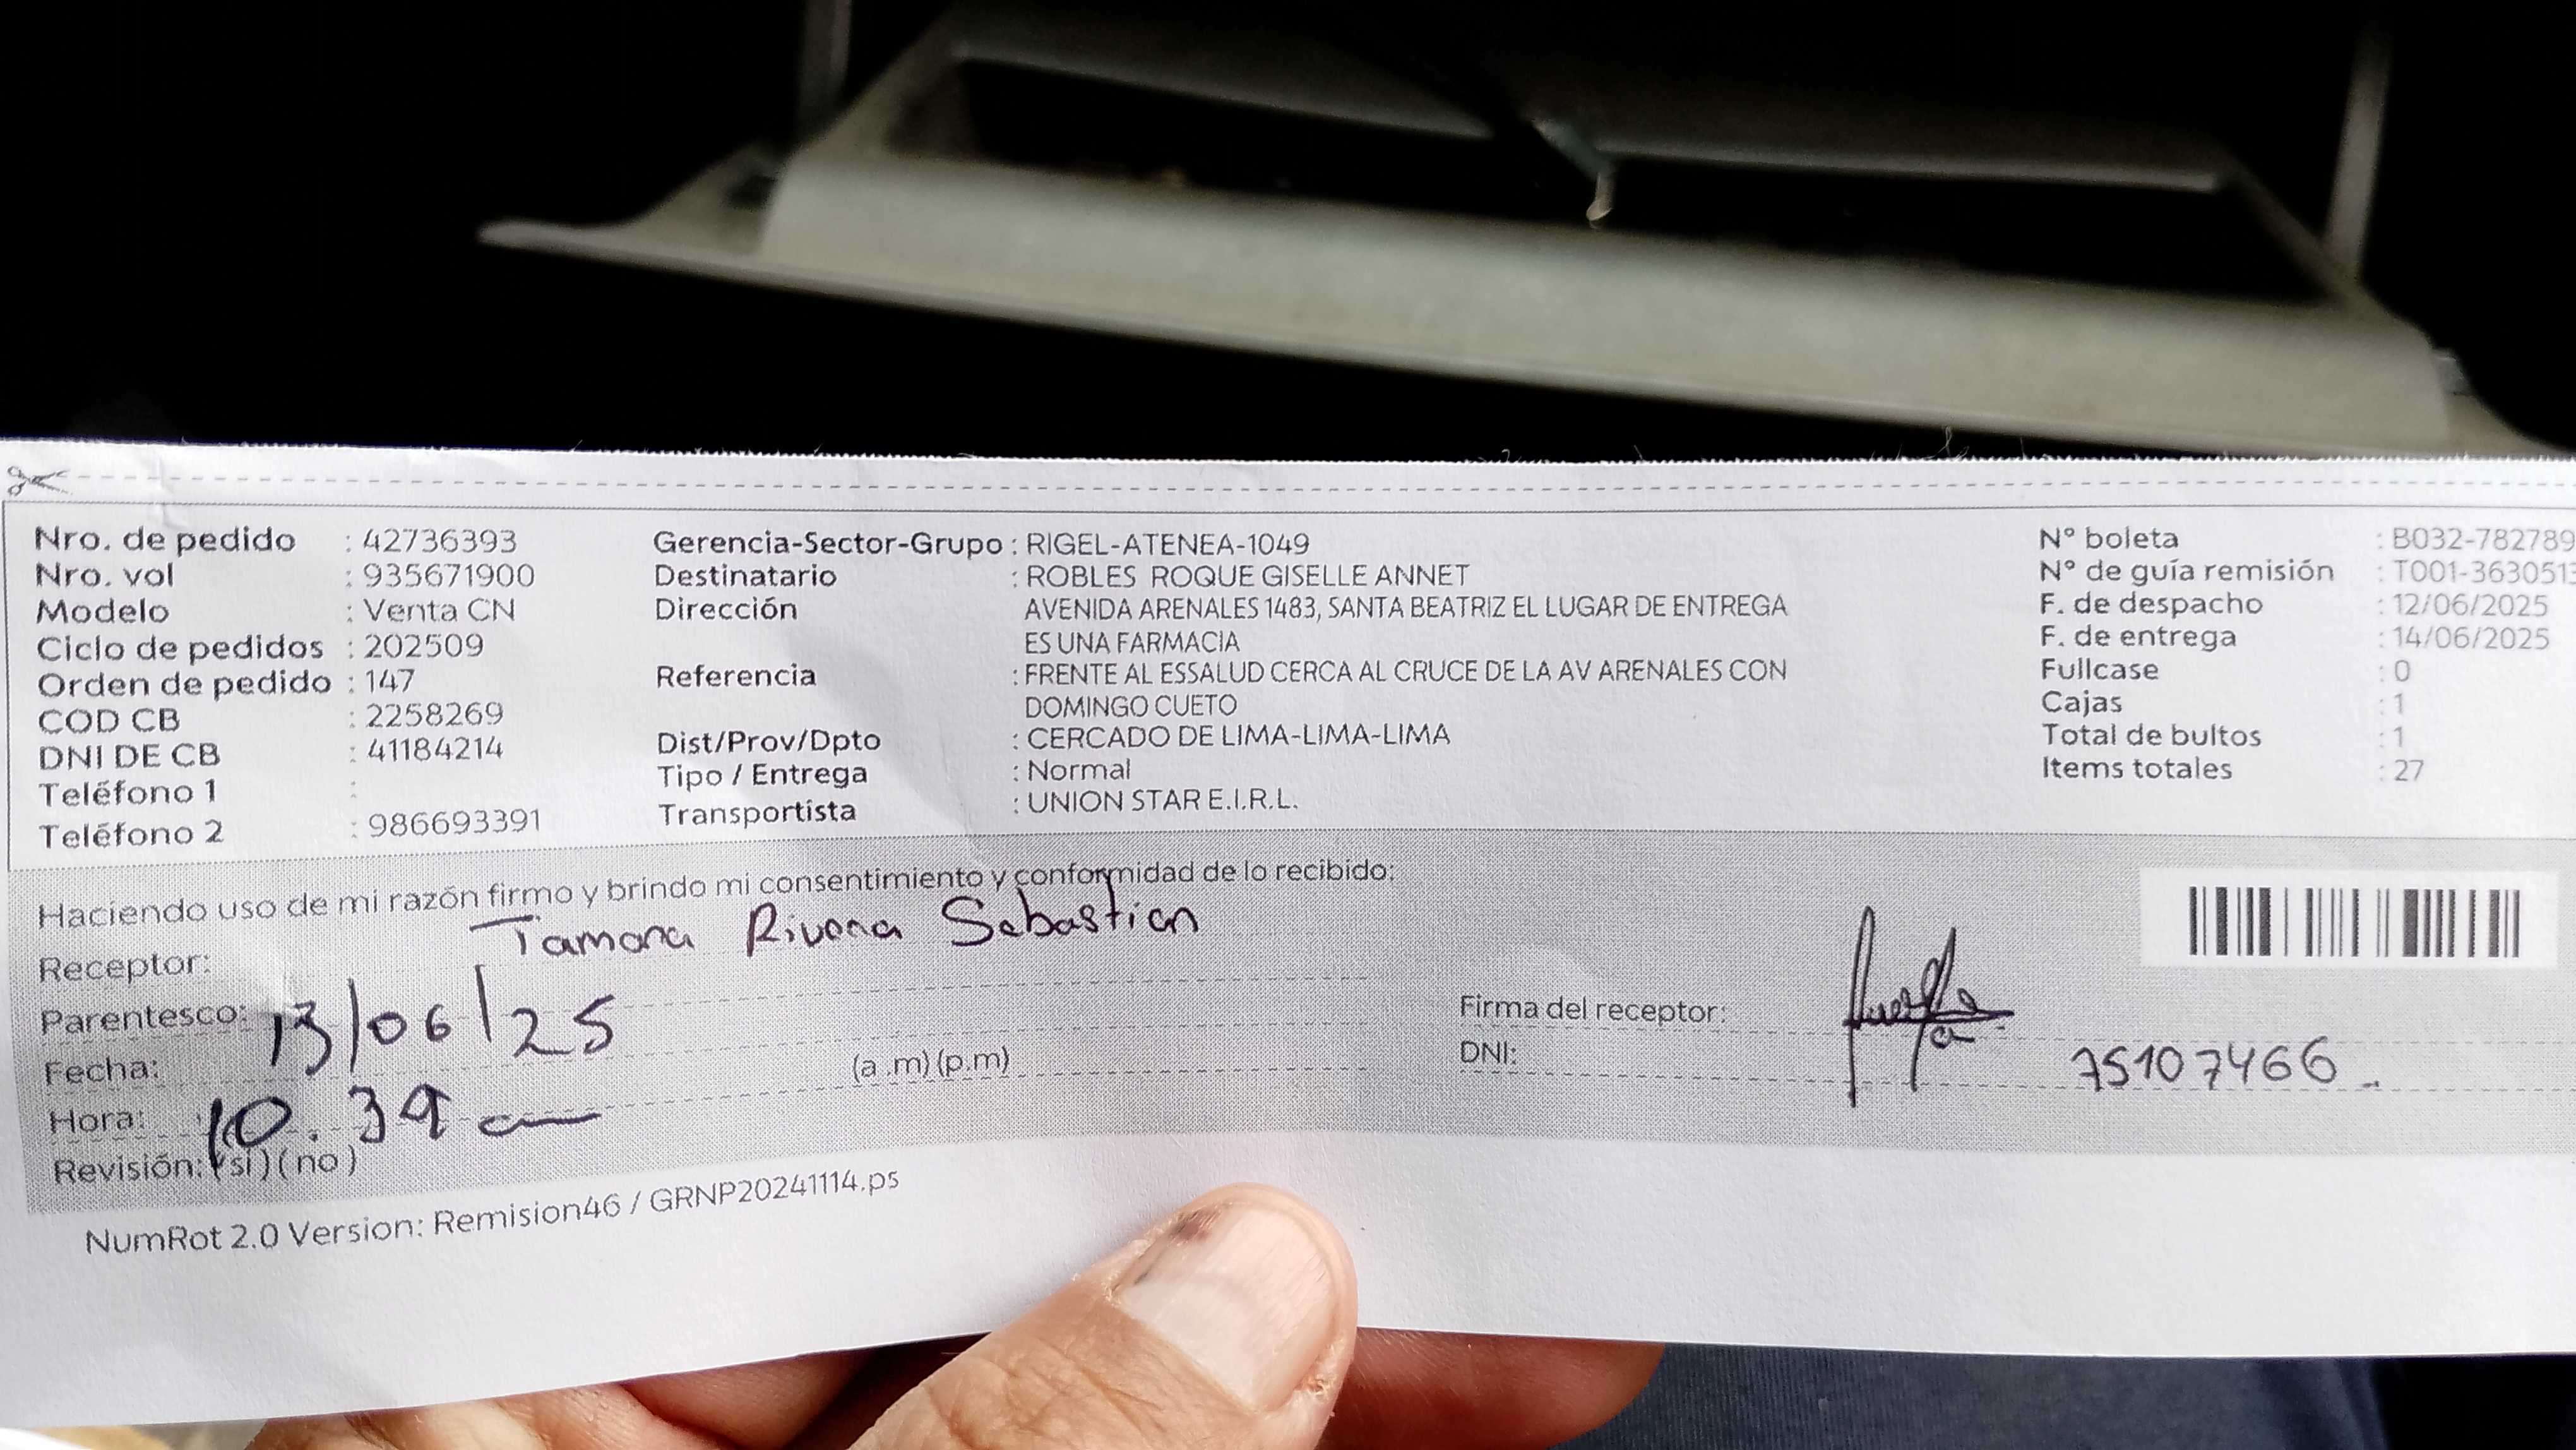 Nro. de pedido : 42736393
Nro. vol : 935671900
Modelo : Venta CN
Ciclo de pedidos : 202509
Orden de pedido : 147
COD CB : 2258269
DNI DE CB : 41184214
Teléfono 1 :
Teléfono 2 : 986693391
Gerencia-Sector-Grupo : RIGEL-ATENEA-1049
Destinatario : ROBLES ROQUE GISELLE ANNET
Dirección AVENIDA ARENALES 1483, SANTA BEATRIZ EL LUGAR DE ENTREGA
ES UNA FARMACIA
Referencia : FRENTE AL ESSALUD CERCA AL CRUCE DE LA AV ARENALES CON
DOMINGO CUETO
Dist/Prov/Dpto : CERCADO DE LIMA-LIMA-LIMA
Tipo / Entrega : Normal
Transportista : UNION STAR E.I.R.L.
N° boleta : B032-782789
N° de guía remisión : T001-3630513
F. de despacho : 12/06/2025
F. de entrega : 14/06/2025
Fullcase : 0
Cajas : 1
Total de bultos : 1
Items totales : 27
Haciendo uso de mi razón firmo y brindo mi consentimiento y conformidad de lo recibido:
Receptor: Tamara Rivera Sebastian
Parentesco:
Fecha: 13/06/25
Hora: 10.39 am (a.m) (p.m)
Revisión: (si) (no)
Firma del receptor:
DNI: 75107466.
NumRot 2.0 Version: Remision46 / GRNP20241114.ps